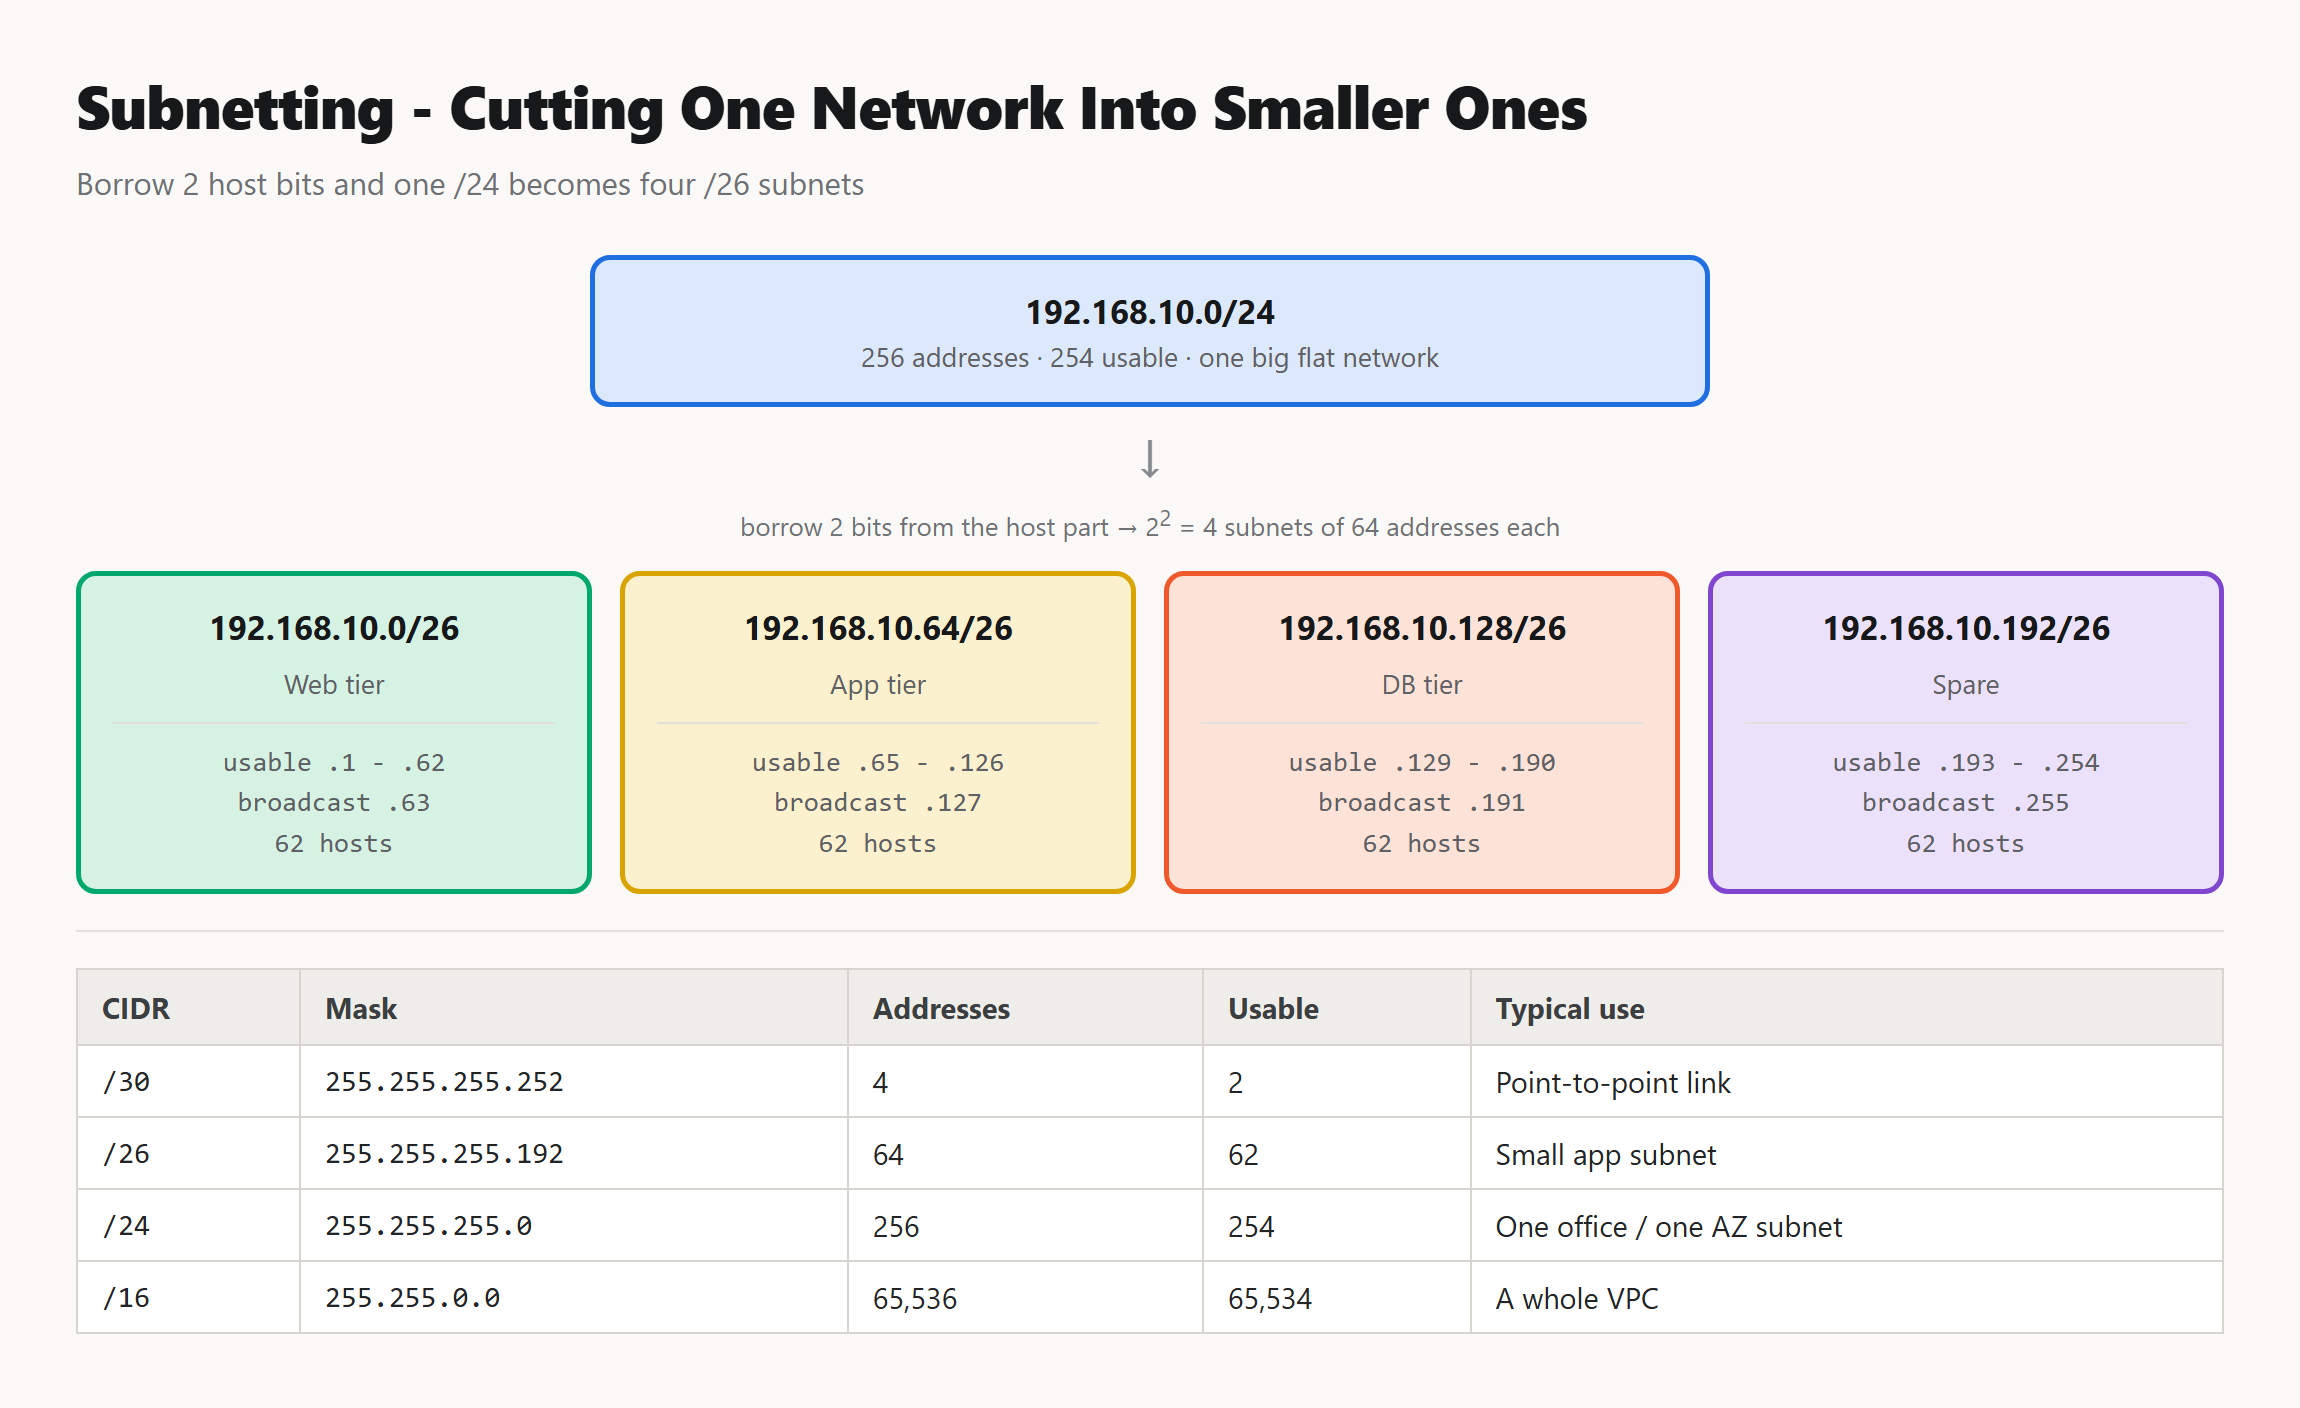 Subnetting - Cutting One Network Into Smaller Ones
Borrow 2 host bits and one /24 becomes four /26 subnets
192.168.10.0/24
256 addresses · 254 usable · one big flat network
↓
borrow 2 bits from the host part → 2² = 4 subnets of 64 addresses each
192.168.10.0/26
Web tier
usable .1 - .62
broadcast .63
62 hosts
192.168.10.64/26
App tier
usable .65 - .126
broadcast .127
62 hosts
192.168.10.128/26
DB tier
usable .129 - .190
broadcast .191
62 hosts
192.168.10.192/26
Spare
usable .193 - .254
broadcast .255
62 hosts
CIDR Mask Addresses Usable Typical use
/30 255.255.255.252 4 2 Point-to-point link
/26 255.255.255.192 64 62 Small app subnet
/24 255.255.255.0 256 254 One office / one AZ subnet
/16 255.255.0.0 65,536 65,534 A whole VPC